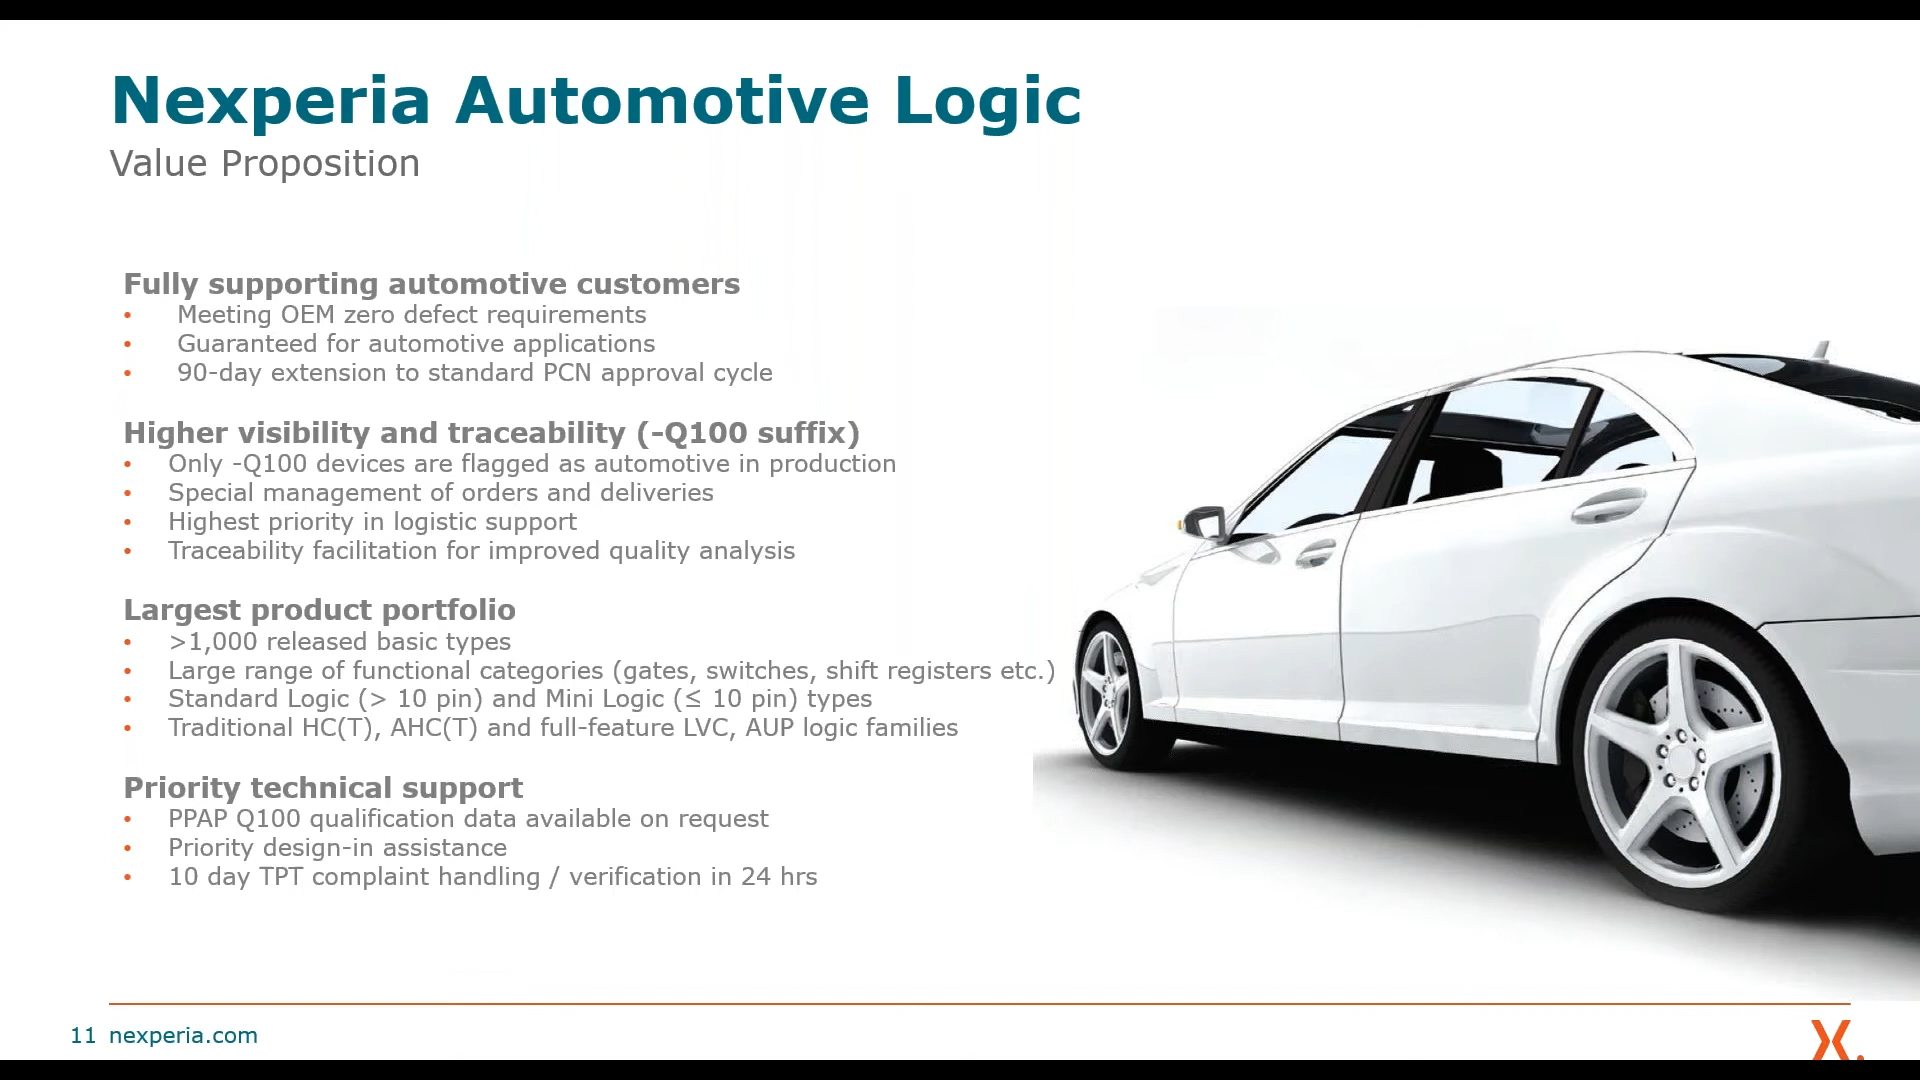 Nexperia Automotive Logic
Value Proposition
Fully supporting automotive customers
• Meeting OEM zero defect requirements
• Guaranteed for automotive applications
• 90-day extension to standard PCN approval cycle
Higher visibility and traceability (-Q100 suffix)
• Only -Q100 devices are flagged as automotive in production
• Special management of orders and deliveries
• Highest priority in logistic support
• Traceability facilitation for improved quality analysis
Largest product portfolio
• >1,000 released basic types
• Large range of functional categories (gates, switches, shift registers etc.)
• Standard Logic (> 10 pin) and Mini Logic (≤ 10 pin) types
• Traditional HC(T), AHC(T) and full-feature LVC, AUP logic families
Priority technical support
• PPAP Q100 qualification data available on request
• Priority design-in assistance
• 10 day TPT complaint handling / verification in 24 hrs
11 nexperia.com
X.